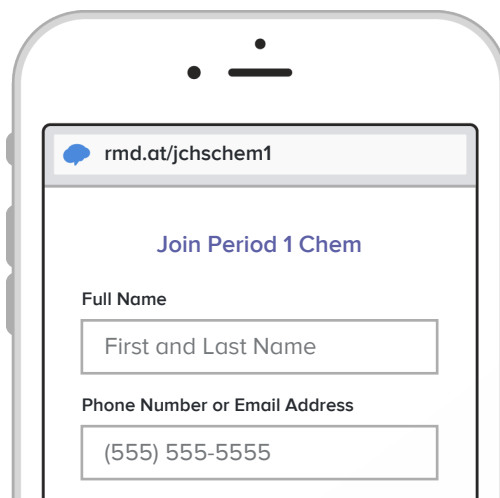 rmd.at/jchschem1
Join Period 1 Chem
Full Name
First and Last Name
Phone Number or Email Address
(555) 555-5555